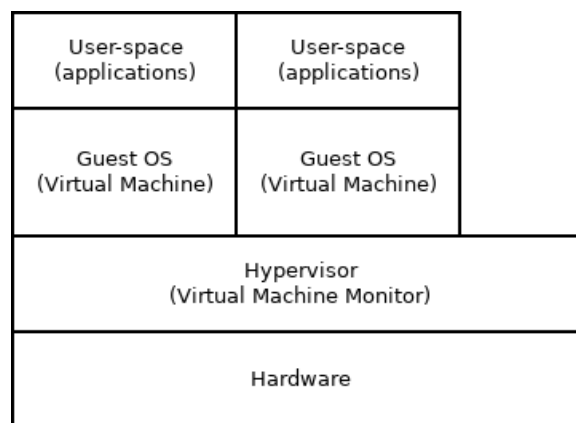 User-space
(applications)
User-space
(applications)
Guest OS
(Virtual Machine)
Guest OS
(Virtual Machine)
Hypervisor
(Virtual Machine Monitor)
Hardware